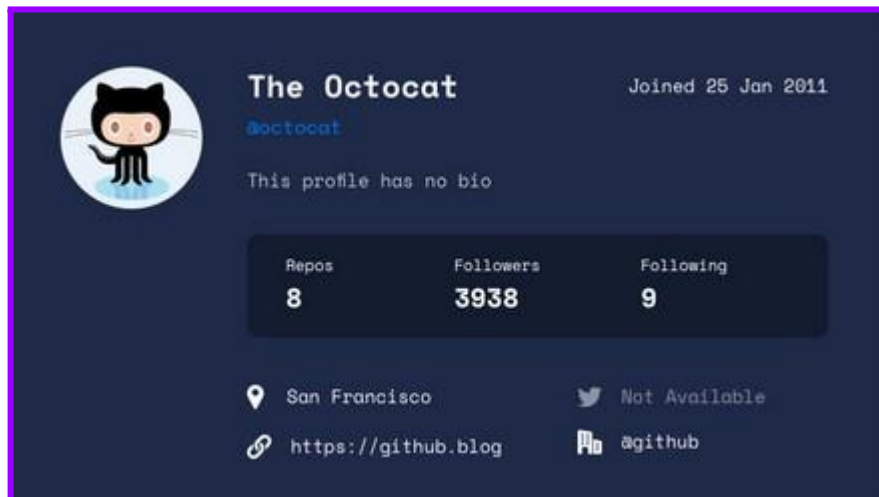 The Octocat
Joined 25 Jan 2011
@octocat
This profile has no bio
Repos Followers Following
8 3938 9
San Francisco Not Available
https://github.blog @github